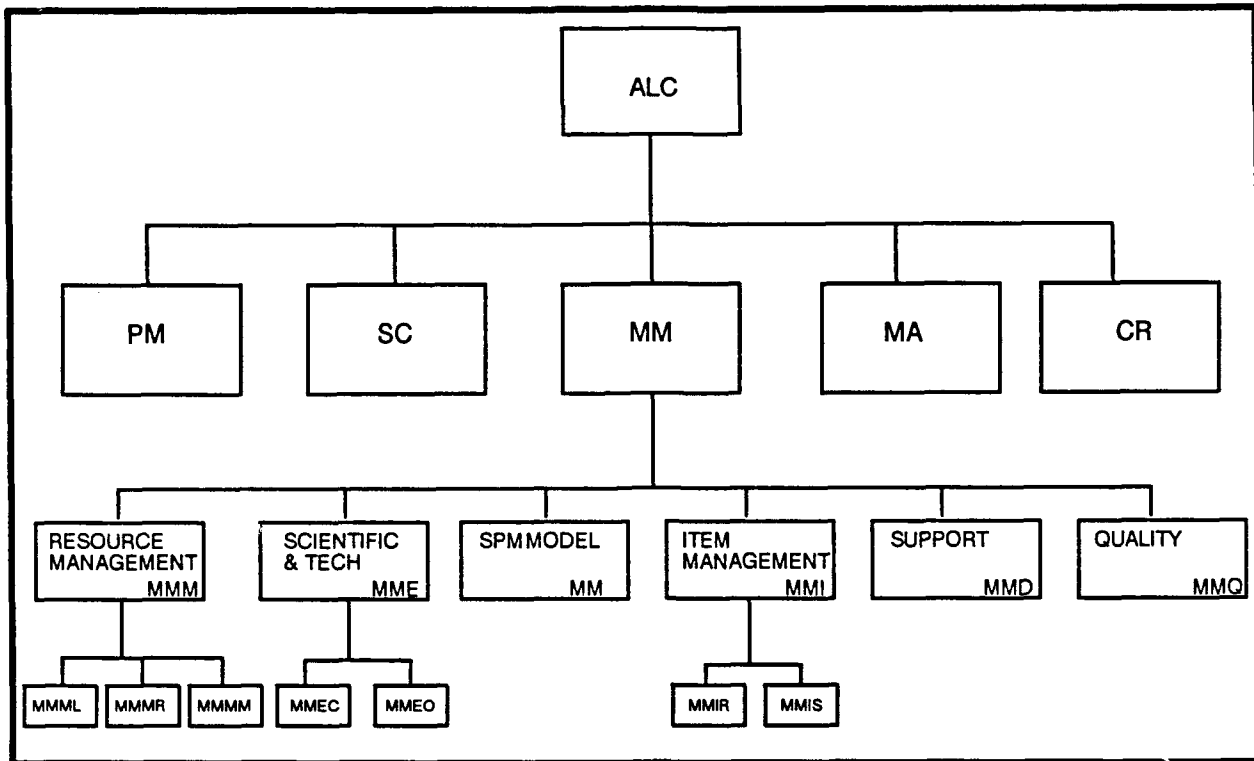 ALC
PM
SC
MM
MA
CR
RESOURCE
MANAGEMENT
MMM
SCIENTIFIC
& TECH
MME
SPM MODEL
MM
ITEM
MANAGEMENT
MMI
SUPPORT
MMD
QUALITY
MMQ
MMML
MMMR
MMMM
MMEC
MMEO
MMIR
MMIS